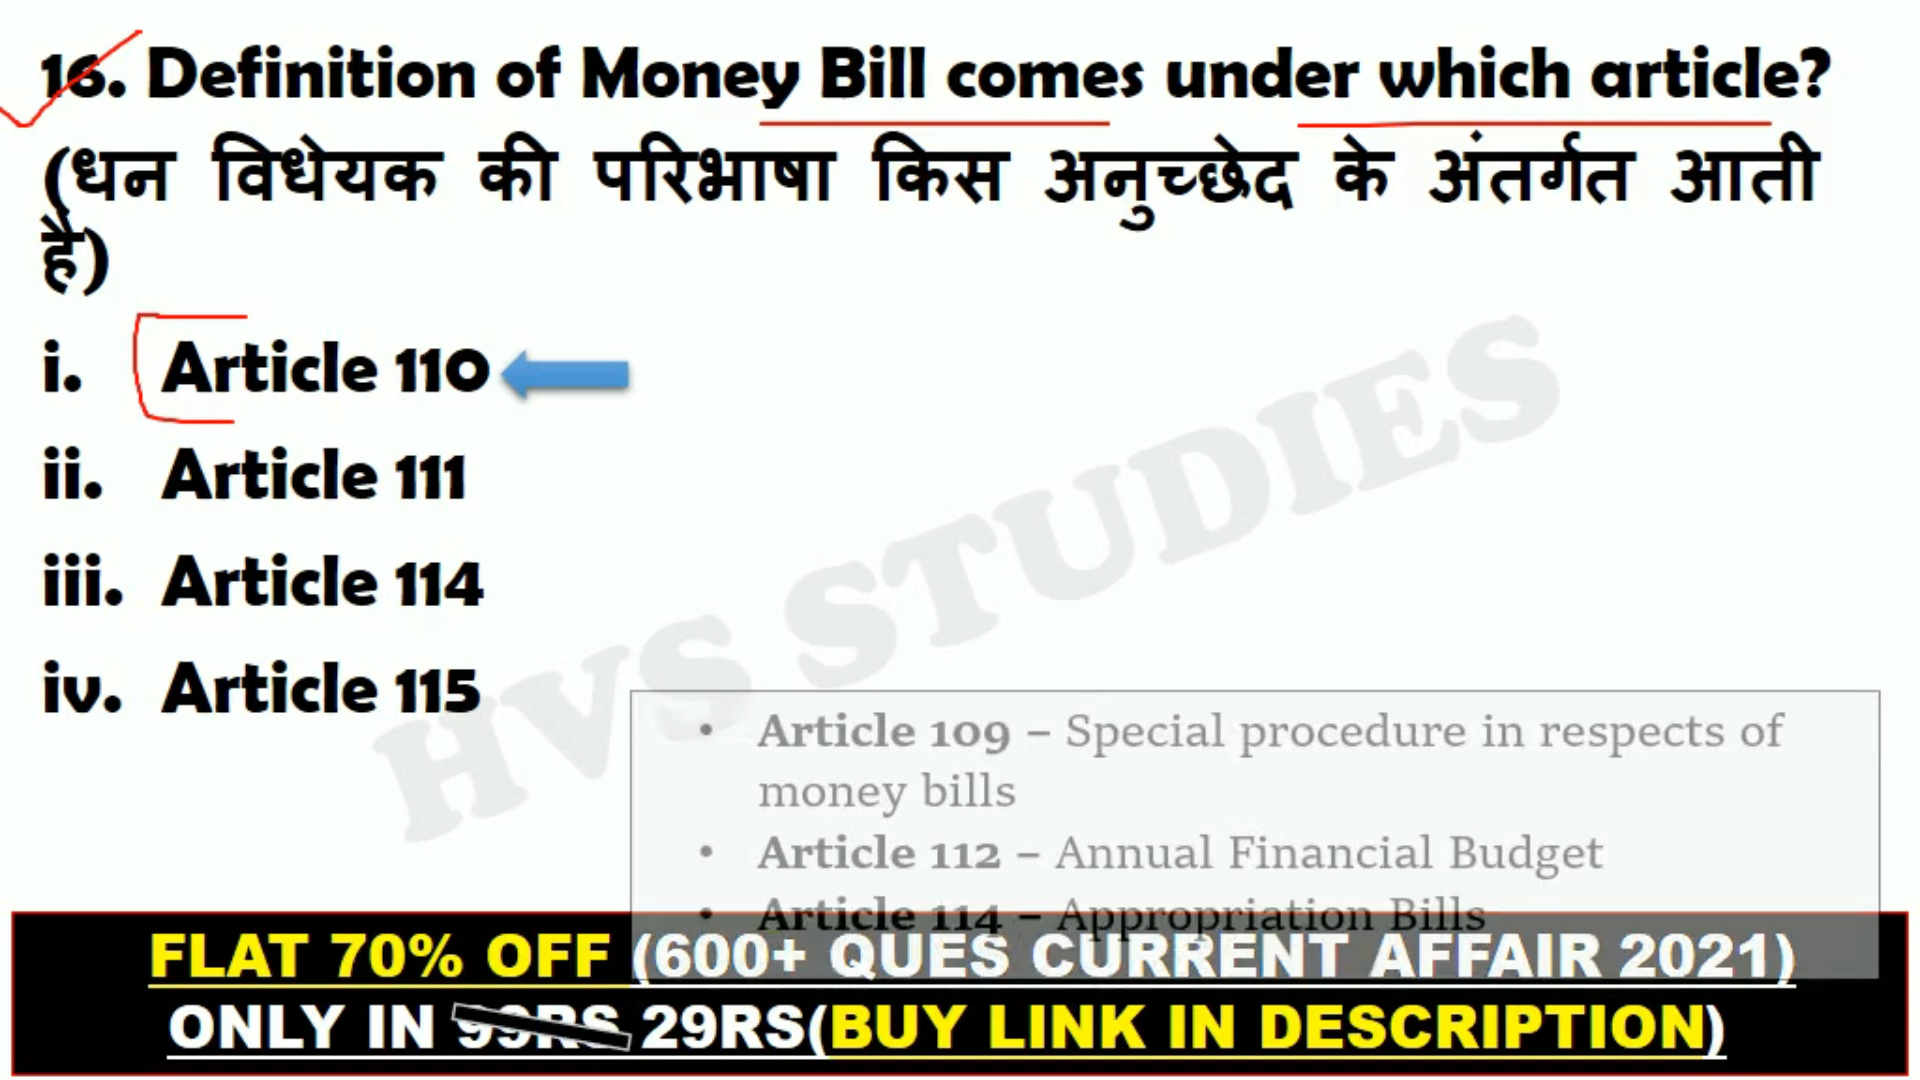 16. Definition of Money Bill comes under which article?
(धन विधेयक की परिभाषा किस अनुच्छेद के अंतर्गत आती
है)
i. Article 110
ii. Article 111
iii. Article 114
iv. Article 115
HVS STUDIES
• Article 109 – Special procedure in respects of
money bills
• Article 112 – Annual Financial Budget
• Article 114 – Appropriation Bills
FLAT 70% OFF (600+ QUES CURRENT AFFAIR 2021)
ONLY IN 99RS 29RS(BUY LINK IN DESCRIPTION)